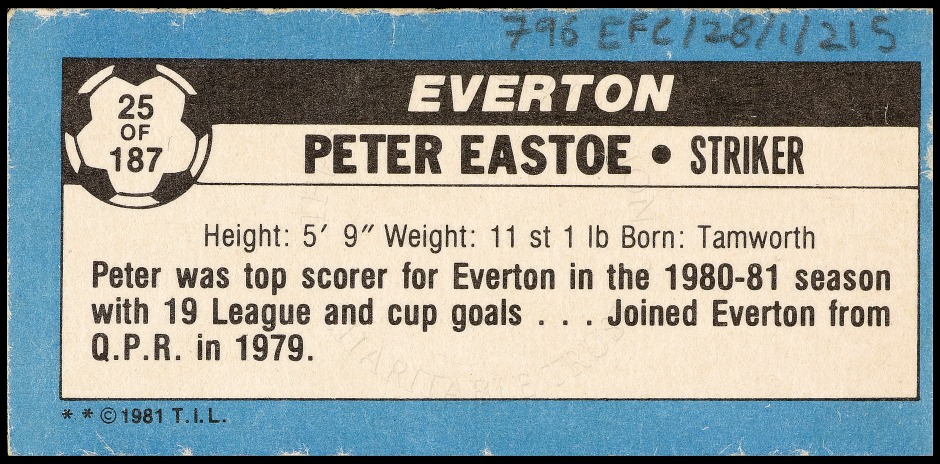 796 EFC/28/1/215
EVERTON
25
OF
187
PETER EASTOE • STRIKER
Height: 5′ 9″ Weight: 11 st 1 lb Born: Tamworth
Peter was top scorer for Everton in the 1980-81 season
with 19 League and cup goals . . . Joined Everton from
Q.P.R. in 1979.
* * © 1981 T.I.L.